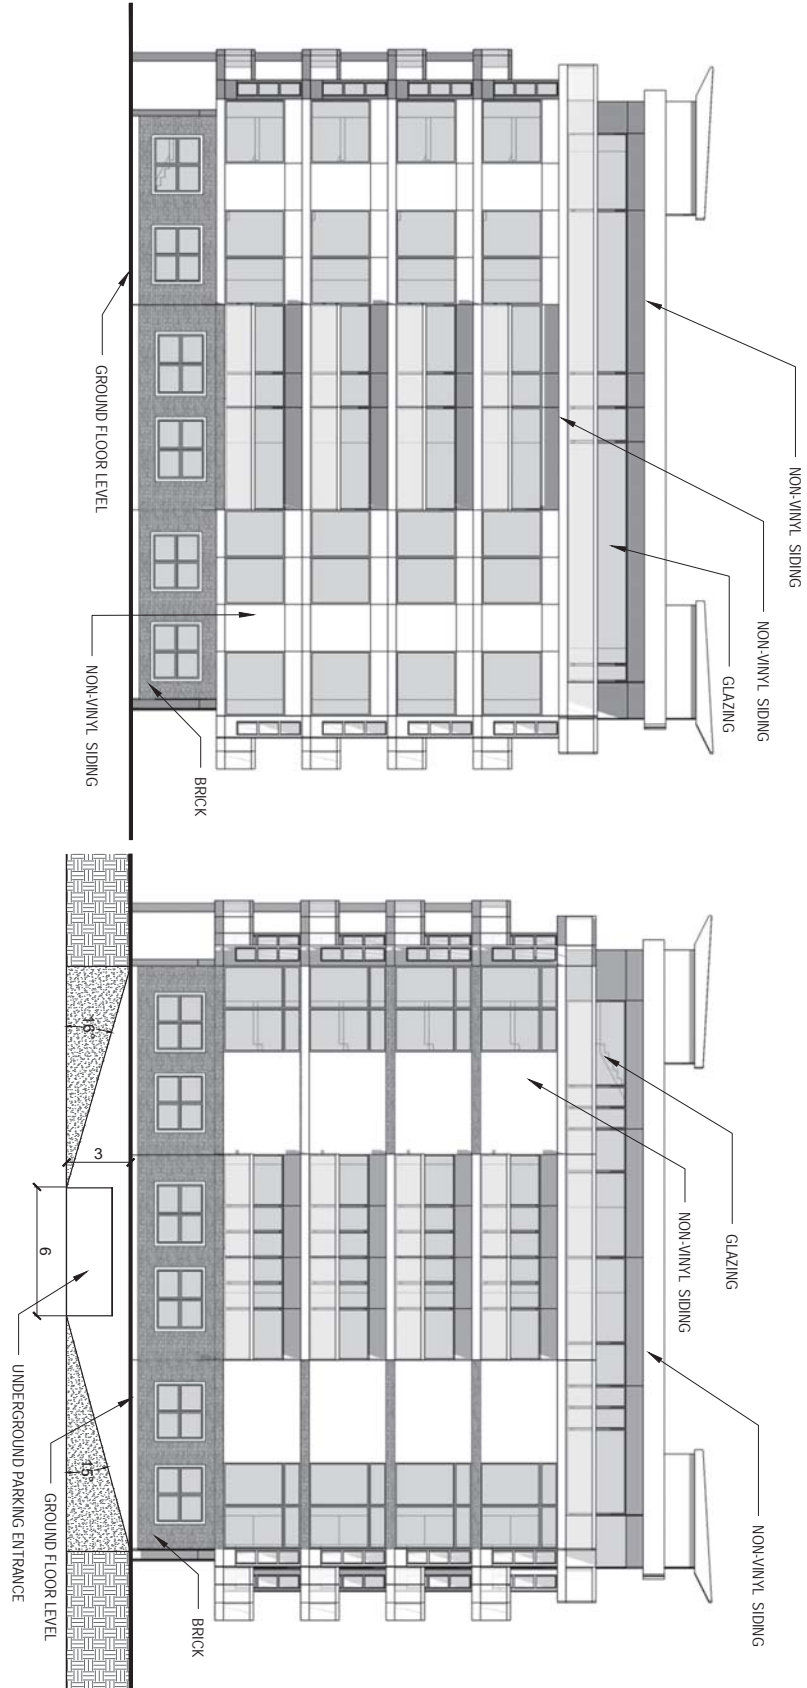 NON-VINYL SIDING
NON-VINYL SIDING
GLAZING
BRICK
GROUND FLOOR LEVEL
NON-VINYL SIDING
NON-VINYL SIDING
GLAZING
NON-VINYL SIDING
BRICK
16°
3
15°
6
GROUND FLOOR LEVEL
UNDERGROUND PARKING ENTRANCE